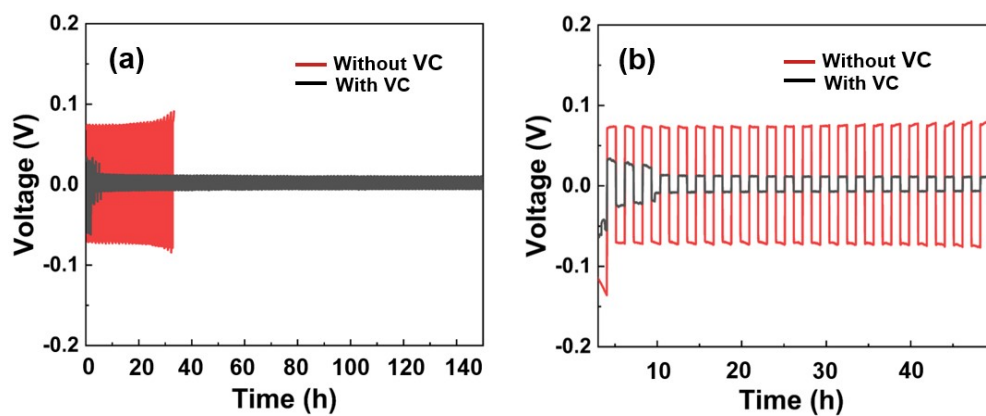 (a)
Without VC
With VC
0.2
0.1
0.0
-0.1
-0.2
Voltage (V)
0 20 40 60 80 100 120 140
Time (h)
(b)
Without VC
With VC
0.2
0.1
0.0
-0.1
-0.2
Voltage (V)
10 20 30 40
Time (h)